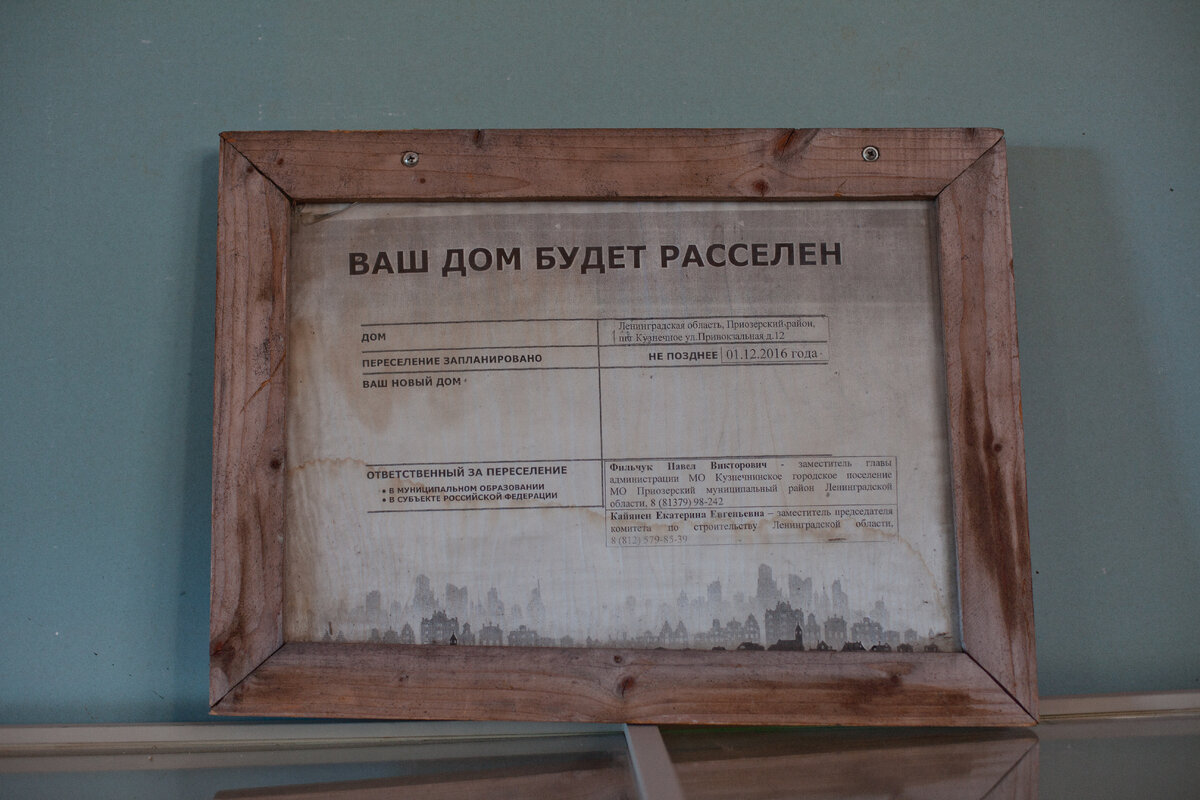 ВАШ ДОМ БУДЕТ РАССЕЛЕН
ДОМ
Ленинградская область, Приозерский район,
пгт Кузнечное ул.Привокзальная д.12
ПЕРЕСЕЛЕНИЕ ЗАПЛАНИРОВАНО
НЕ ПОЗДНЕЕ 01.12.2016 года
ВАШ НОВЫЙ ДОМ
ОТВЕТСТВЕННЫЙ ЗА ПЕРЕСЕЛЕНИЕ
• В МУНИЦИПАЛЬНОМ ОБРАЗОВАНИИ
• В СУБЪЕКТЕ РОССИЙСКОЙ ФЕДЕРАЦИИ
Фильчук Павел Викторович - заместитель главы
администрации МО Кузнечнинское городское поселение
МО Приозерский муниципальный район Ленинградской
области, 8 (81379) 98-242
Кайянен Екатерина Евгеньевна – заместитель председателя
комитета по строительству Ленинградской области,
8 (812) 579-85-39